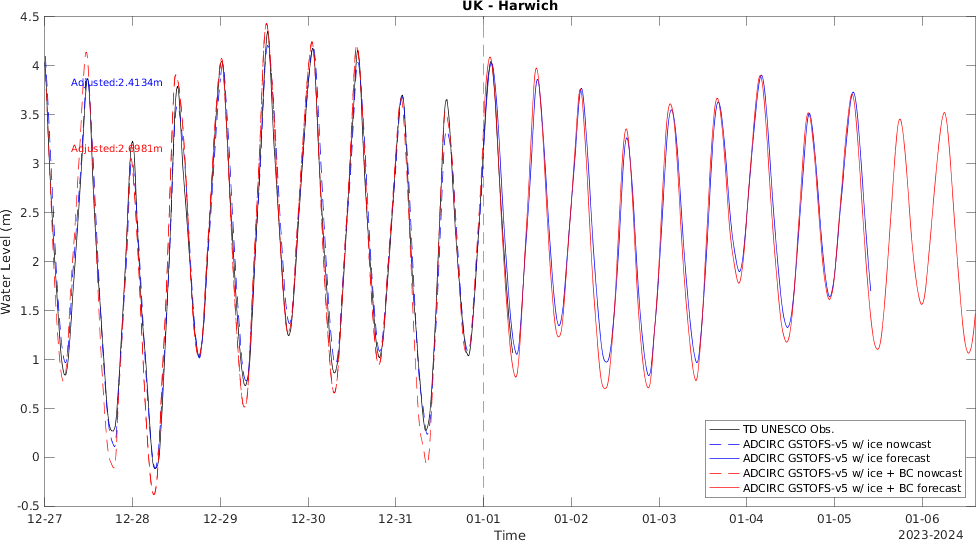 UK - Harwich
4.5
4
3.5
3
2.5
2
1.5
1
0.5
0
-0.5
Water Level (m)
Adjusted:2.4134m
12-27
12-28
12-29
12-30
12-31
01-01
01-02
01-03
01-04
01-05
01-06
Time
2023-2024
TD UNESCO Obs.
ADCIRC GSTOFS-v5 w/ ice nowcast
ADCIRC GSTOFS-v5 w/ ice forecast
ADCIRC GSTOFS-v5 w/ ice + BC nowcast
ADCIRC GSTOFS-v5 w/ ice + BC forecast